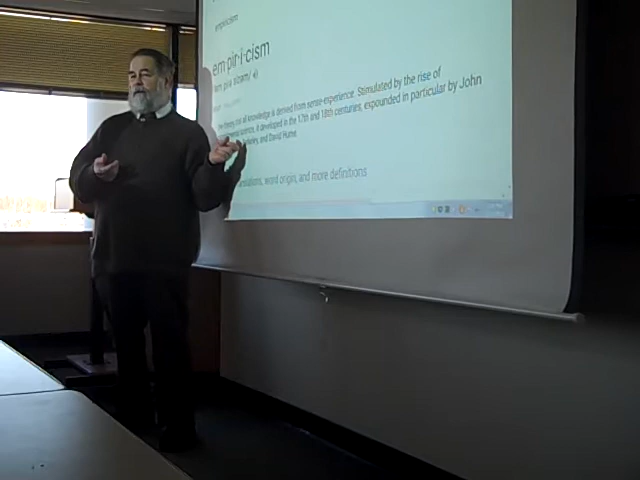 empiricism
em·pir·i·cism
theory that all knowledge is derived from sense-experience. Stimulated by the rise of
science, it developed in the 17th and 18th centuries, expounded in particular by John
Berkeley, and David Hume.
word origin, and more definitions